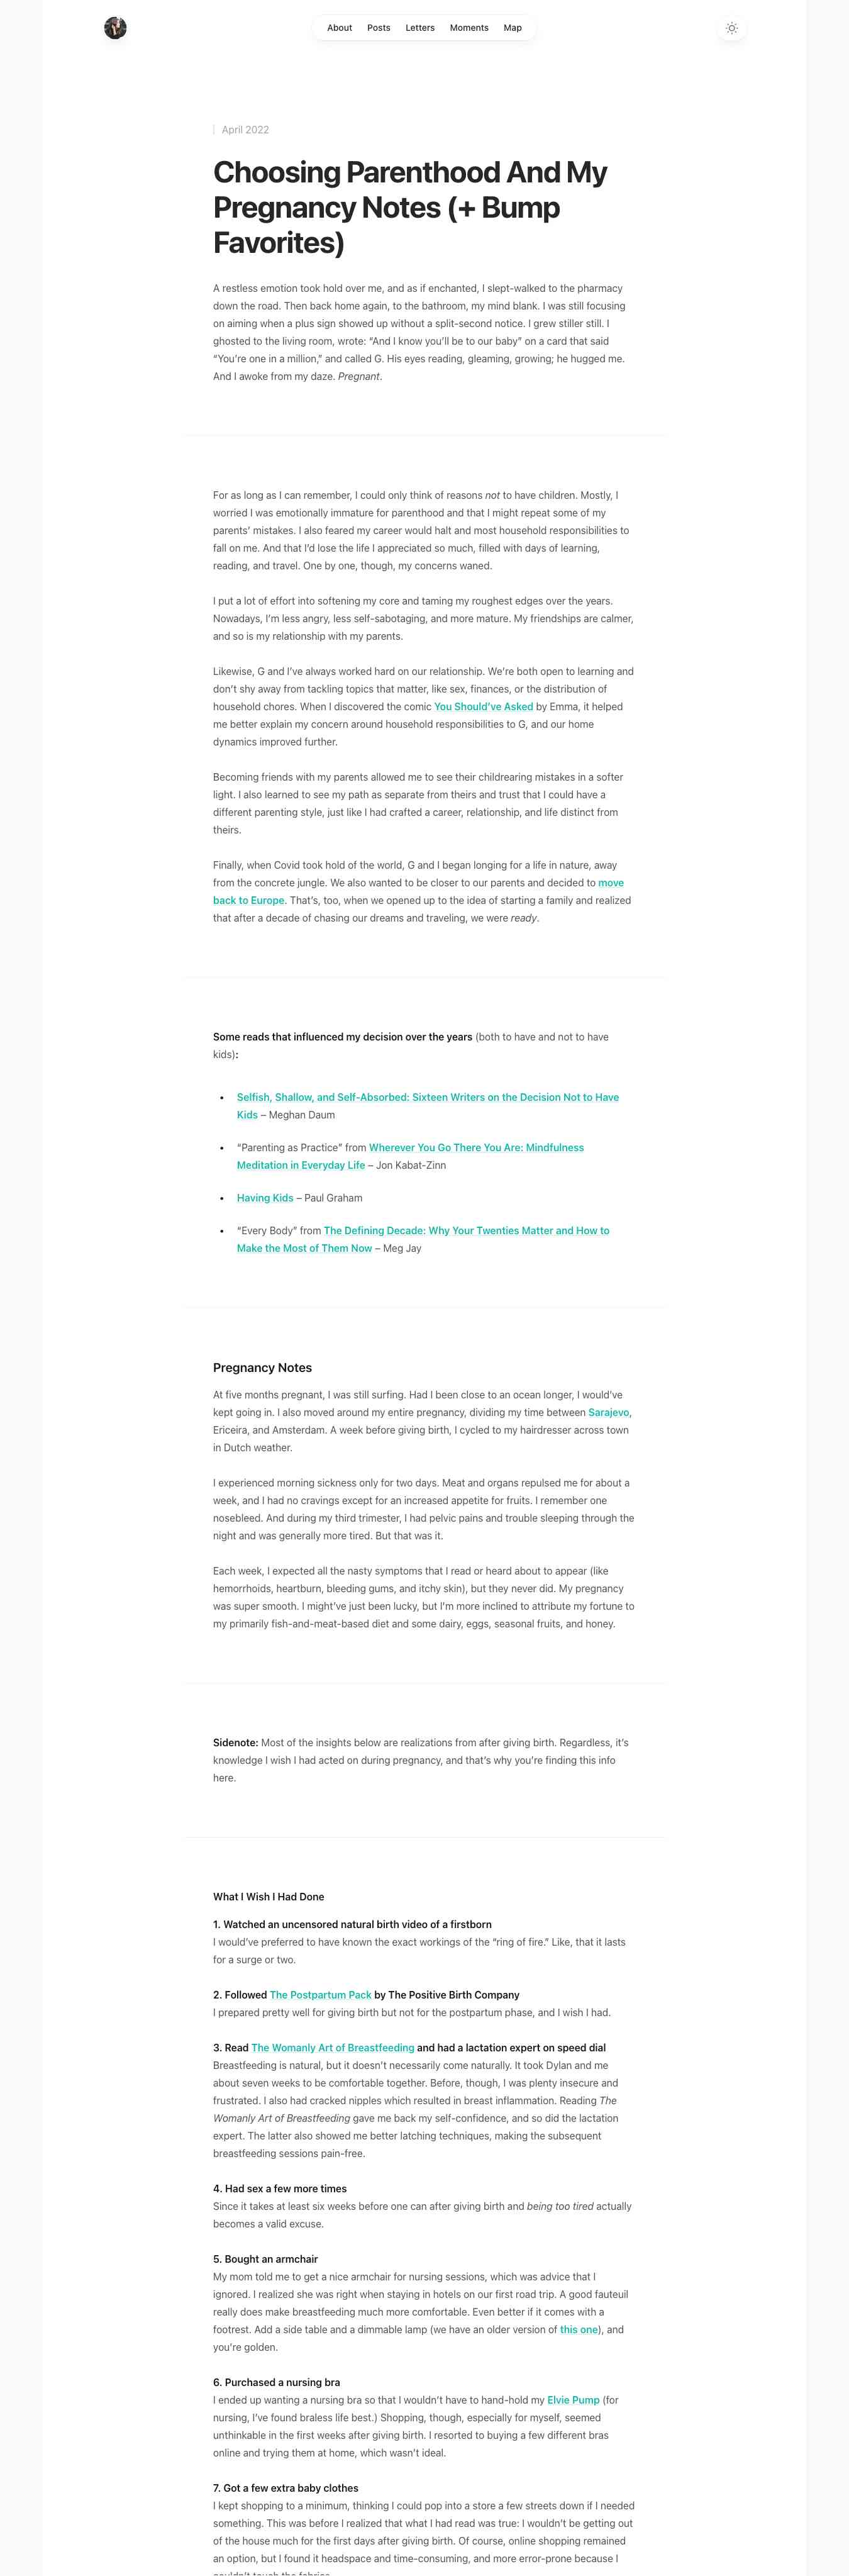 About Posts Letters Moments Map
April 2022
Choosing Parenthood And My
Pregnancy Notes (+ Bump
Favorites)
A restless emotion took hold over me, and as if enchanted, I slept-walked to the pharmacy
down the road. Then back home again, to the bathroom, my mind blank. I was still focusing
on aiming when a plus sign showed up without a split-second notice. I grew stiller still. I
ghosted to the living room, wrote: “And I know you’ll be to our baby” on a card that said
“You’re one in a million,” and called G. His eyes reading, gleaming, growing; he hugged me.
And I awoke from my daze. Pregnant.
For as long as I can remember, I could only think of reasons not to have children. Mostly, I
worried I was emotionally immature for parenthood and that I might repeat some of my
parents’ mistakes. I also feared my career would halt and most household responsibilities to
fall on me. And that I’d lose the life I appreciated so much, filled with days of learning,
reading, and travel. One by one, though, my concerns waned.
I put a lot of effort into softening my core and taming my roughest edges over the years.
Nowadays, I’m less angry, less self-sabotaging, and more mature. My friendships are calmer,
and so is my relationship with my parents.
Likewise, G and I’ve always worked hard on our relationship. We’re both open to learning and
don’t shy away from tackling topics that matter, like sex, finances, or the distribution of
household chores. When I discovered the comic You Should’ve Asked by Emma, it helped
me better explain my concern around household responsibilities to G, and our home
dynamics improved further.
Becoming friends with my parents allowed me to see their childrearing mistakes in a softer
light. I also learned to see my path as separate from theirs and trust that I could have a
different parenting style, just like I had crafted a career, relationship, and life distinct from
theirs.
Finally, when Covid took hold of the world, G and I began longing for a life in nature, away
from the concrete jungle. We also wanted to be closer to our parents and decided to move
back to Europe. That’s, too, when we opened up to the idea of starting a family and realized
that after a decade of chasing our dreams and traveling, we were ready.
Some reads that influenced my decision over the years (both to have and not to have
kids):
• Selfish, Shallow, and Self-Absorbed: Sixteen Writers on the Decision Not to Have
Kids – Meghan Daum
• “Parenting as Practice” from Wherever You Go There You Are: Mindfulness
Meditation in Everyday Life – Jon Kabat-Zinn
• Having Kids – Paul Graham
• “Every Body” from The Defining Decade: Why Your Twenties Matter and How to
Make the Most of Them Now – Meg Jay
Pregnancy Notes
At five months pregnant, I was still surfing. Had I been close to an ocean longer, I would’ve
kept going in. I also moved around my entire pregnancy, dividing my time between Sarajevo,
Ericeira, and Amsterdam. A week before giving birth, I cycled to my hairdresser across town
in Dutch weather.
I experienced morning sickness only for two days. Meat and organs repulsed me for about a
week, and I had no cravings except for an increased appetite for fruits. I remember one
nosebleed. And during my third trimester, I had pelvic pains and trouble sleeping through the
night and was generally more tired. But that was it.
Each week, I expected all the nasty symptoms that I read or heard about to appear (like
hemorrhoids, heartburn, bleeding gums, and itchy skin), but they never did. My pregnancy
was super smooth. I might’ve just been lucky, but I’m more inclined to attribute my fortune to
my primarily fish-and-meat-based diet and some dairy, eggs, seasonal fruits, and honey.
Sidenote: Most of the insights below are realizations from after giving birth. Regardless, it’s
knowledge I wish I had acted on during pregnancy, and that’s why you’re finding this info
here.
What I Wish I Had Done
1. Watched an uncensored natural birth video of a firstborn
I would’ve preferred to have known the exact workings of the “ring of fire.” Like, that it lasts
for a surge or two.
2. Followed The Postpartum Pack by The Positive Birth Company
I prepared pretty well for giving birth but not for the postpartum phase, and I wish I had.
3. Read The Womanly Art of Breastfeeding and had a lactation expert on speed dial
Breastfeeding is natural, but it doesn’t necessarily come naturally. It took Dylan and me
about seven weeks to be comfortable together. Before, though, I was plenty insecure and
frustrated. I also had cracked nipples which resulted in breast inflammation. Reading The
Womanly Art of Breastfeeding gave me back my self-confidence, and so did the lactation
expert. The latter also showed me better latching techniques, making the subsequent
breastfeeding sessions pain-free.
4. Had sex a few more times
Since it takes at least six weeks before one can after giving birth and being too tired actually
becomes a valid excuse.
5. Bought an armchair
My mom told me to get a nice armchair for nursing sessions, which was advice that I
ignored. I realized she was right when staying in hotels on our first road trip. A good fauteuil
really does make breastfeeding much more comfortable. Even better if it comes with a
footrest. Add a side table and a dimmable lamp (we have an older version of this one), and
you’re golden.
6. Purchased a nursing bra
I ended up wanting a nursing bra so that I wouldn’t have to hand-hold my Elvie Pump (for
nursing, I’ve found braless life best.) Shopping, though, especially for myself, seemed
unthinkable in the first weeks after giving birth. I resorted to buying a few different bras
online and trying them at home, which wasn’t ideal.
7. Got a few extra baby clothes
I kept shopping to a minimum, thinking I could pop into a store a few streets down if I needed
something. This was before I realized that what I had read was true: I wouldn’t be getting out
of the house much for the first days after giving birth. Of course, online shopping remained
an option, but I found it headspace and time-consuming, and more error-prone because I